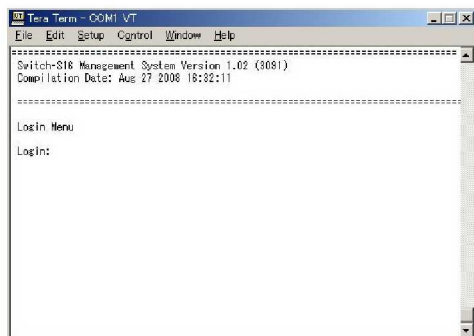 Tera Term - COM1 VT
File Edit Setup Control Window Help
================================================================
Switch-S16 Management System Version 1.02 (3091)
Compilation Date: Aug 27 2008 16:32:11
================================================================
Login Menu
Login: